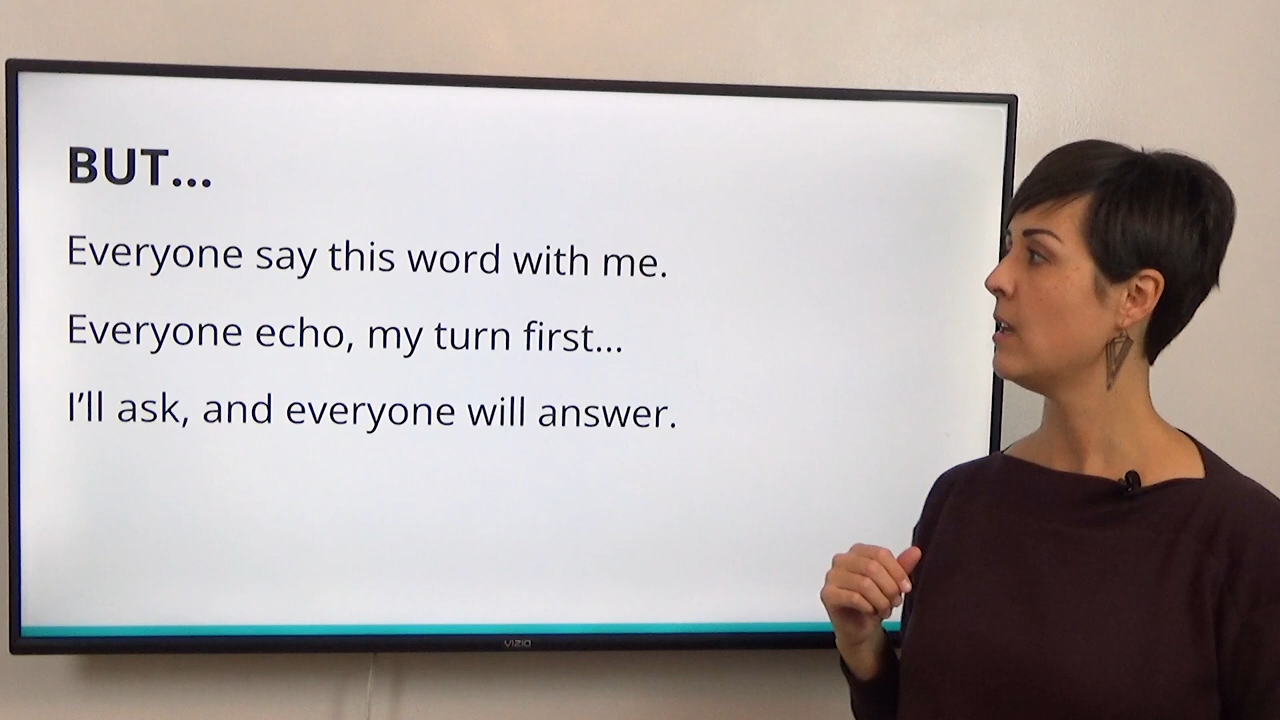 BUT...
Everyone say this word with me.
Everyone echo, my turn first...
I'll ask, and everyone will answer.
VIZIO